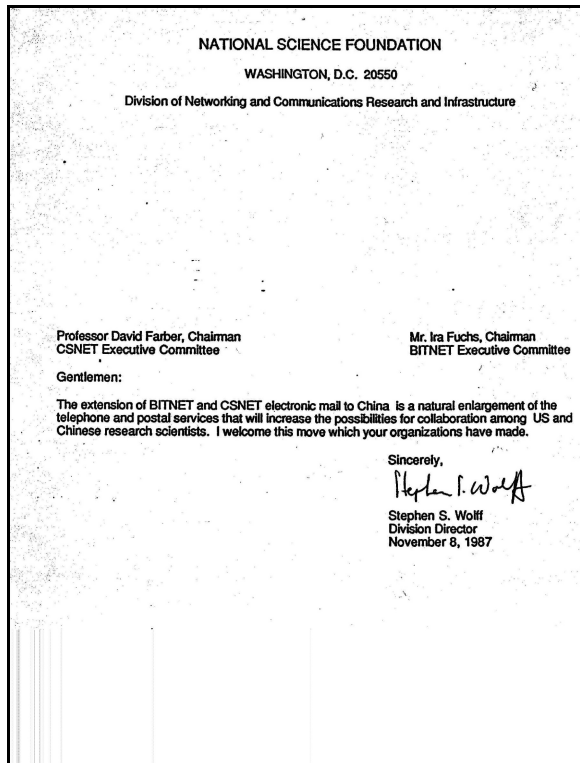 NATIONAL SCIENCE FOUNDATION
WASHINGTON, D.C. 20550
Division of Networking and Communications Research and Infrastructure
Professor David Farber, Chairman
CSNET Executive Committee
Mr. Ira Fuchs, Chairman
BITNET Executive Committee
Gentlemen:
The extension of BITNET and CSNET electronic mail to China is a natural enlargement of the
telephone and postal services that will increase the possibilities for collaboration among US and
Chinese research scientists. I welcome this move which your organizations have made.
Sincerely,
Stephen S. Wolff
Stephen S. Wolff
Division Director
November 8, 1987